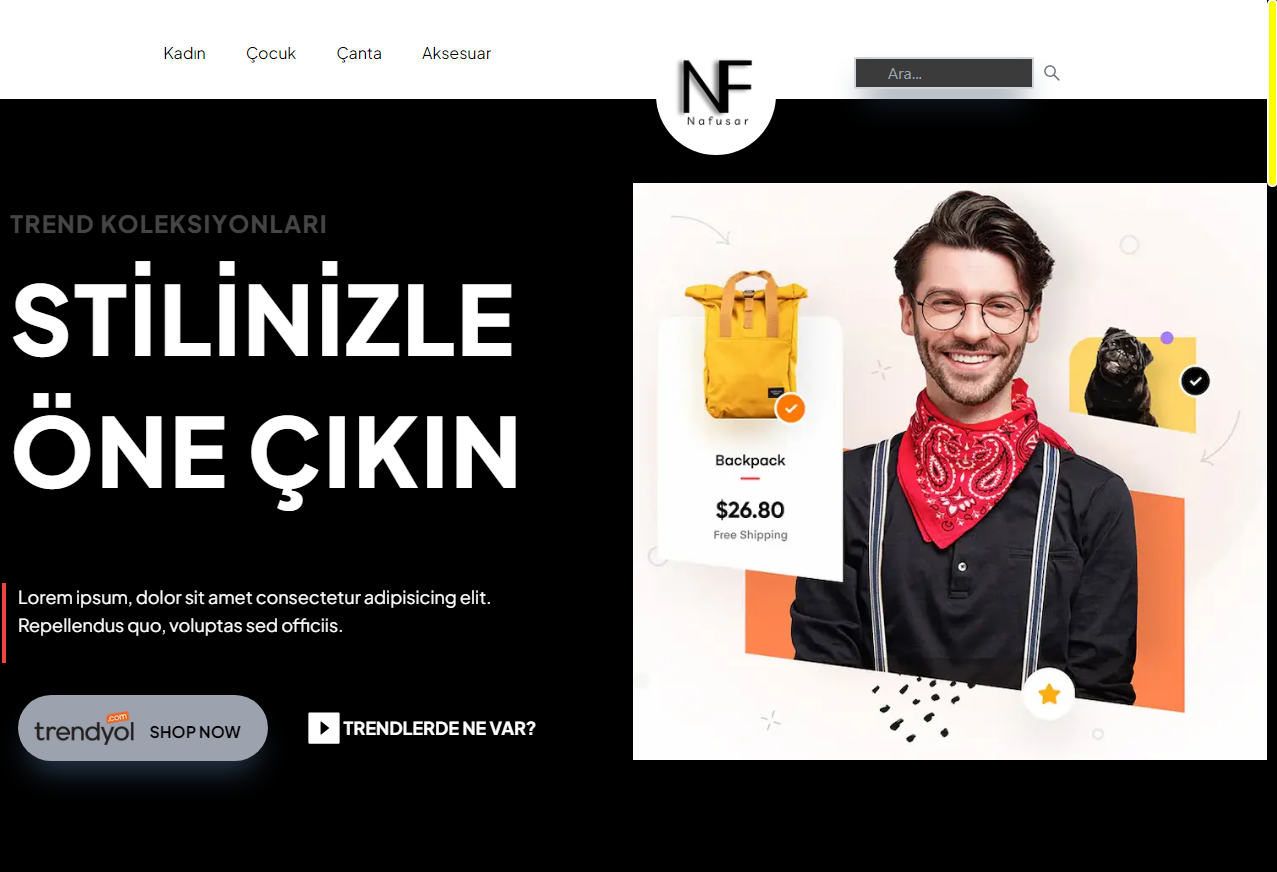 Kadın Çocuk Çanta Aksesuar
NF
Nafusar
Ara...
TREND KOLEKSIYONLARI
STİLİNİZLE
ÖNE ÇIKIN
Lorem ipsum, dolor sit amet consectetur adipisicing elit.
Repellendus quo, voluptas sed officiis.
trendyol
.com
SHOP NOW
TRENDLERDE NE VAR?
Backpack
$26.80
Free Shipping